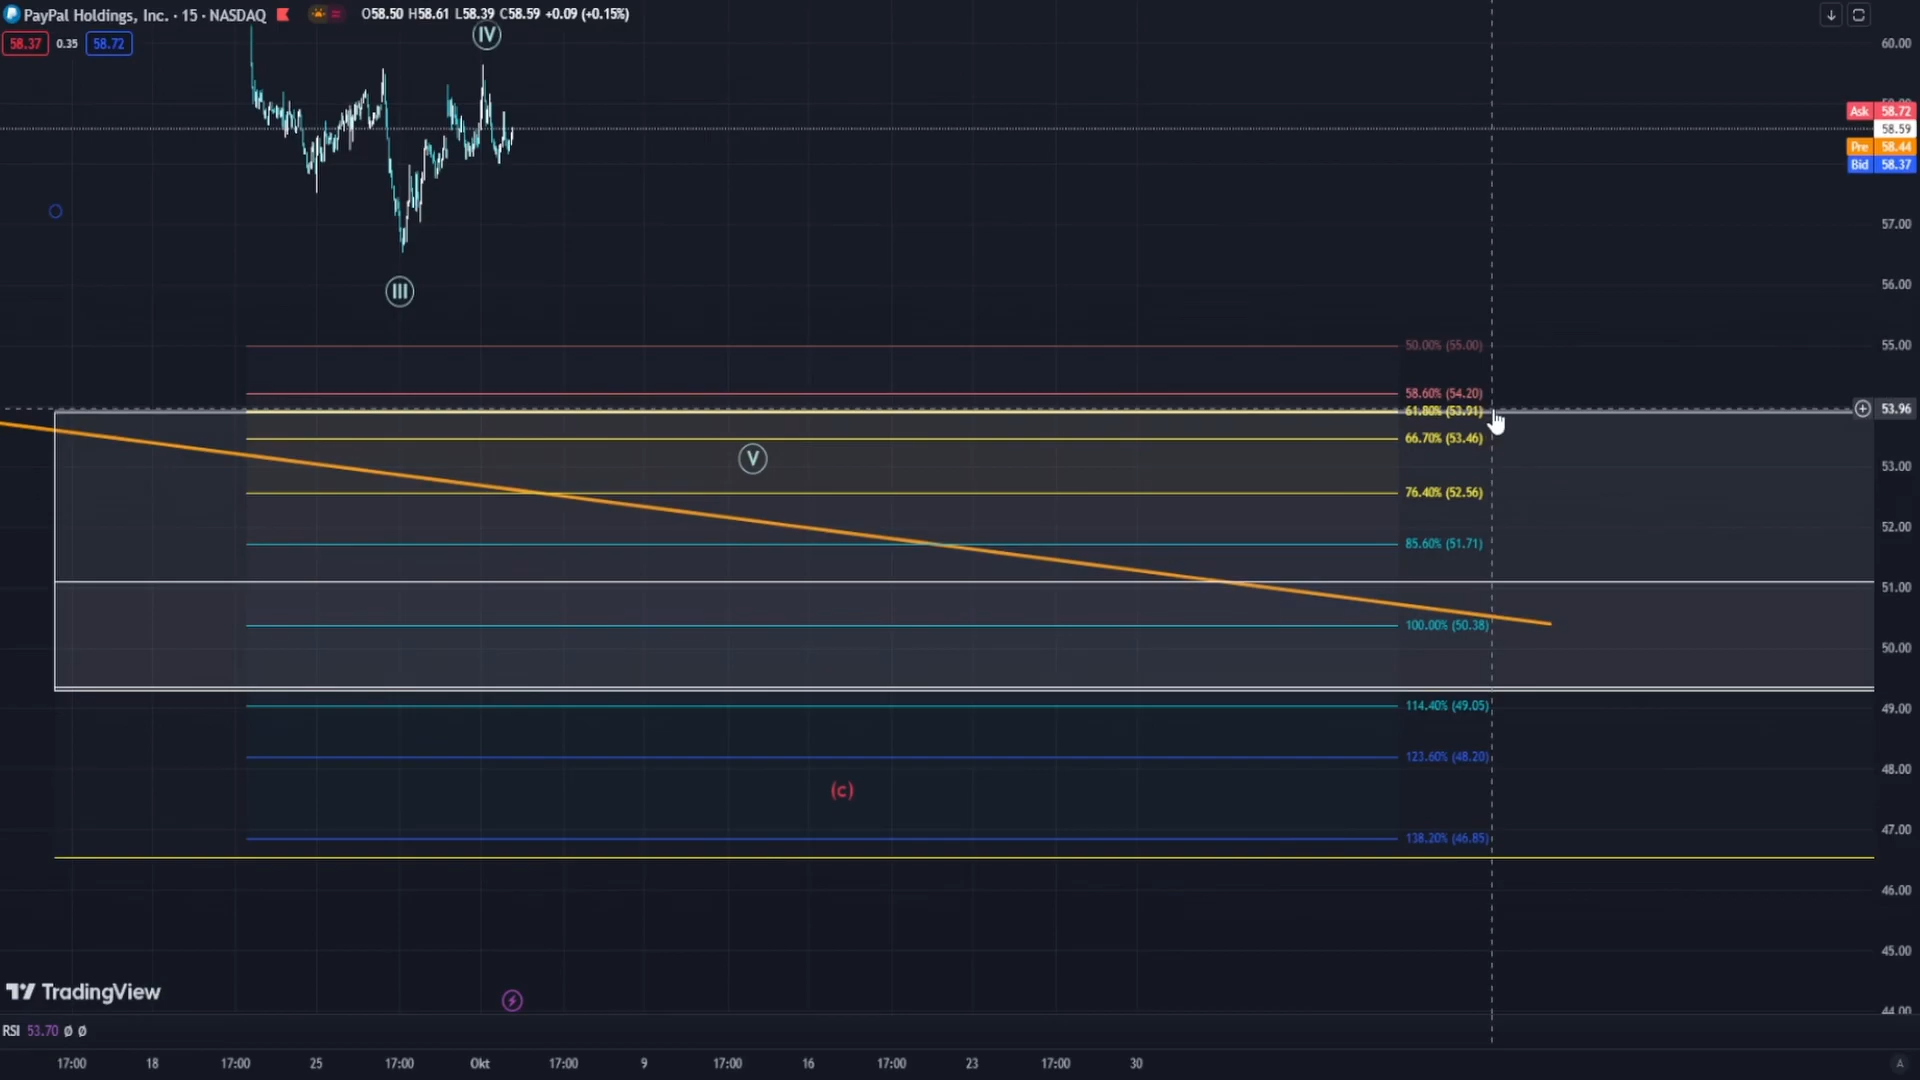 PayPal Holdings, Inc. · 15 · NASDAQ O58.50 H58.61 L58.39 C58.59 +0.09 (+0.15%)
58.37 0.35 58.72
IV
III
V
(c)
50.00% (55.00)
58.60% (54.20)
61.80% (53.91)
66.70% (53.46)
76.40% (52.56)
85.60% (51.71)
100.00% (50.38)
114.40% (49.05)
123.60% (48.20)
138.20% (46.85)
60.00
Ask 58.72
58.59
Pre 58.44
Bid 58.37
57.00
56.00
55.00
53.96
53.00
52.00
51.00
50.00
49.00
48.00
47.00
46.00
45.00
44.00
TradingView
RSI 53.70 Ø Ø
17:00 18 17:00 25 17:00 Okt 17:00 9 17:00 16 17:00 23 17:00 30
A